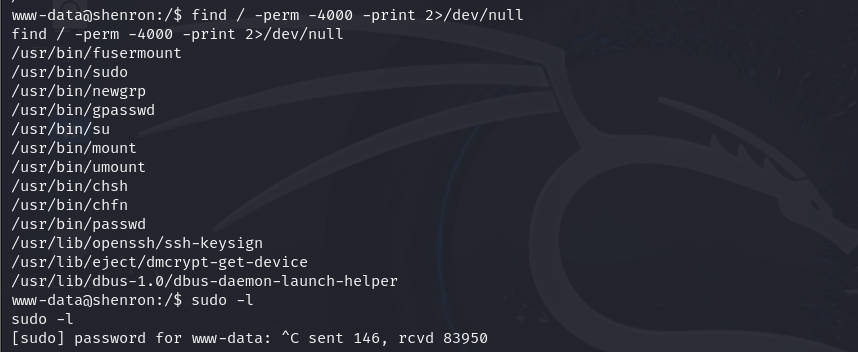 www-data@shenron:/$ find / -perm -4000 -print 2>/dev/null
find / -perm -4000 -print 2>/dev/null
/usr/bin/fusermount
/usr/bin/sudo
/usr/bin/newgrp
/usr/bin/gpasswd
/usr/bin/su
/usr/bin/mount
/usr/bin/umount
/usr/bin/chsh
/usr/bin/chfn
/usr/bin/passwd
/usr/lib/openssh/ssh-keysign
/usr/lib/eject/dmcrypt-get-device
/usr/lib/dbus-1.0/dbus-daemon-launch-helper
www-data@shenron:/$ sudo -l
sudo -l
[sudo] password for www-data: ^C sent 146, rcvd 83950